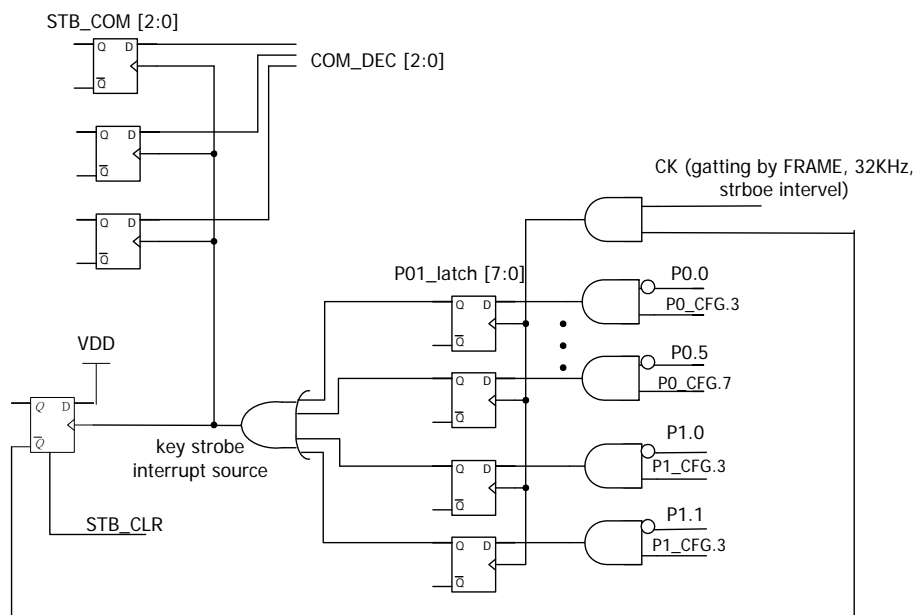 STB_COM [2:0]
Q D
Q
COM_DEC [2:0]
Q D
Q
CK (gatting by FRAME, 32KHz,
strboe intervel)
Q D
Q
P01_latch [7:0]
P0.0
Q D
P0_CFG.3
Q
VDD
P0.5
Q D
P0_CFG.7
Q
Q D
Q
key strobe
interrupt source
P1.0
Q D
P1_CFG.3
Q
STB_CLR
P1.1
Q D
P1_CFG.3
Q